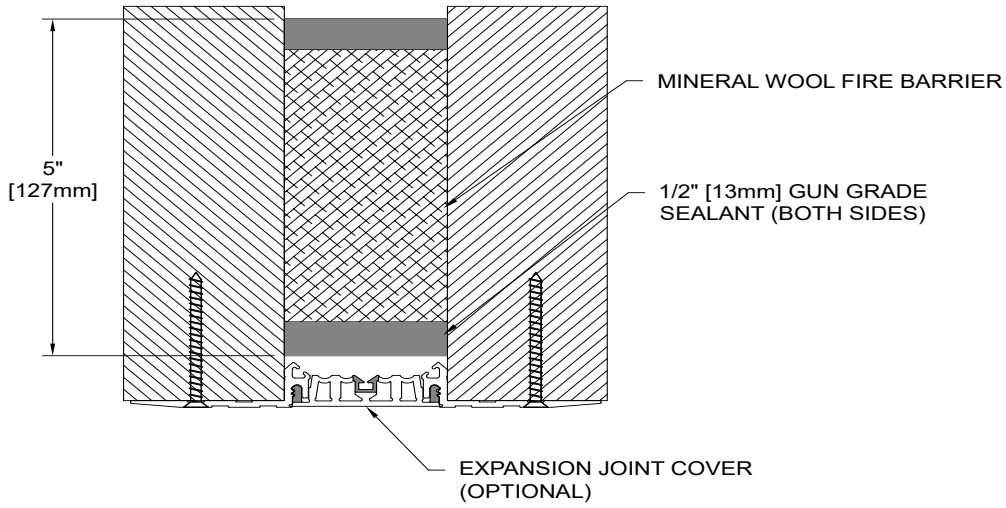 MINERAL WOOL FIRE BARRIER
5"
[127mm]
1/2" [13mm] GUN GRADE
SEALANT (BOTH SIDES)
EXPANSION JOINT COVER
(OPTIONAL)